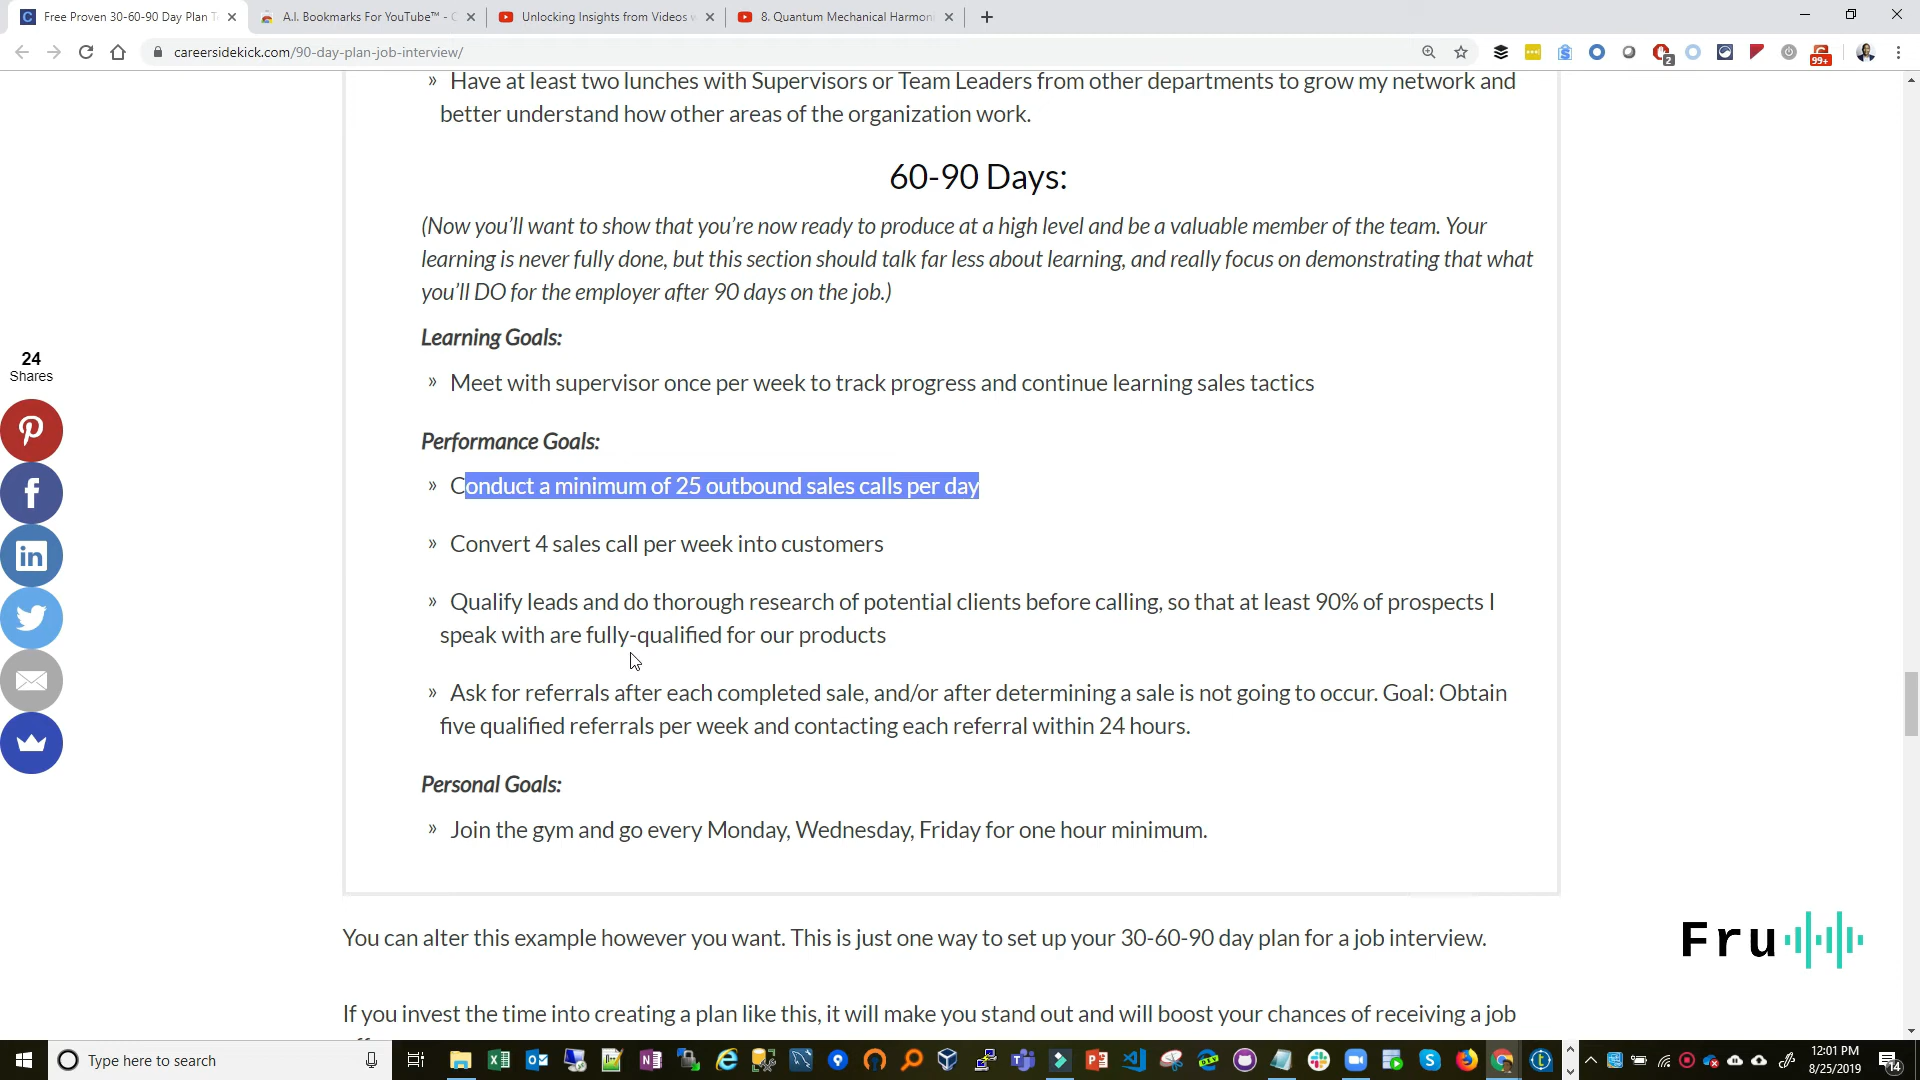 Free Proven 30-60-90 Day Plan T
A.I. Bookmarks For YouTube™ - C
Unlocking Insights from Videos w
8. Quantum Mechanical Harmon
careersidekick.com/90-day-plan-job-interview/
2
99+
» Have at least two lunches with Supervisors or Team Leaders from other departments to grow my network and
better understand how other areas of the organization work.
60-90 Days:
(Now you'll want to show that you're now ready to produce at a high level and be a valuable member of the team. Your
learning is never fully done, but this section should talk far less about learning, and really focus on demonstrating that what
you'll DO for the employer after 90 days on the job.)
Learning Goals:
» Meet with supervisor once per week to track progress and continue learning sales tactics
Performance Goals:
» Conduct a minimum of 25 outbound sales calls per day
» Convert 4 sales call per week into customers
» Qualify leads and do thorough research of potential clients before calling, so that at least 90% of prospects I
speak with are fully-qualified for our products
» Ask for referrals after each completed sale, and/or after determining a sale is not going to occur. Goal: Obtain
five qualified referrals per week and contacting each referral within 24 hours.
Personal Goals:
» Join the gym and go every Monday, Wednesday, Friday for one hour minimum.
24
Shares
You can alter this example however you want. This is just one way to set up your 30-60-90 day plan for a job interview.
Fru
If you invest the time into creating a plan like this, it will make you stand out and will boost your chances of receiving a job
Type here to search
12:01 PM
8/25/2019
14